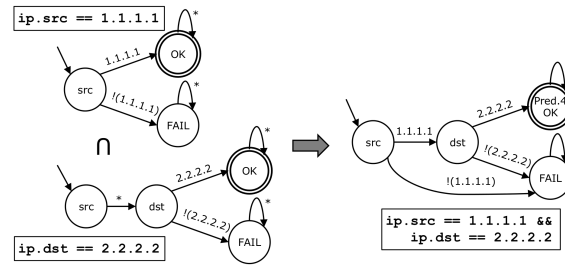 ip.src == 1.1.1.1
*
1.1.1.1
OK
src
*
!(1.1.1.1)
FAIL
∩
*
2.2.2.2
OK
src
*
dst
*
!(2.2.2.2)
FAIL
ip.dst == 2.2.2.2
*
2.2.2.2
Pred.4
OK
src
1.1.1.1
dst
!(2.2.2.2)
*
FAIL
!(1.1.1.1)
ip.src == 1.1.1.1 &&
ip.dst == 2.2.2.2